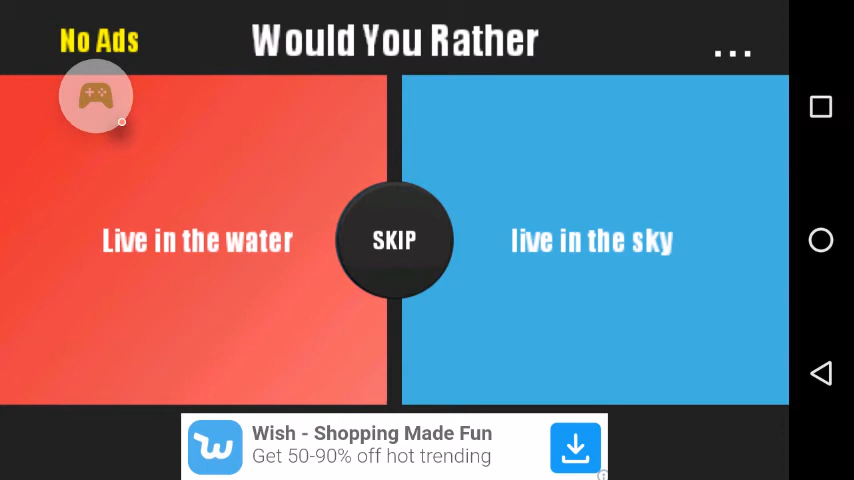 No Ads
Would You Rather
...
Live in the water
SKIP
live in the sky
Wish - Shopping Made Fun
Get 50-90% off hot trending